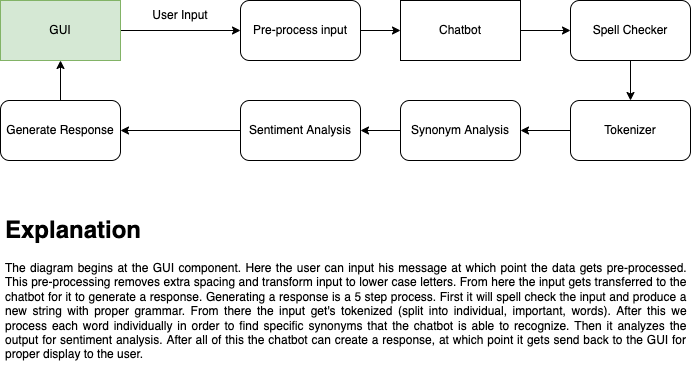 User Input
GUI
Pre-process input
Chatbot
Spell Checker
Generate Response
Sentiment Analysis
Synonym Analysis
Tokenizer
Explanation
The diagram begins at the GUI component. Here the user can input his message at which point the data gets pre-processed.
This pre-processing removes extra spacing and transform input to lower case letters. From here the input gets transferred to the
chatbot for it to generate a response. Generating a response is a 5 step process. First it will spell check the input and produce a
new string with proper grammar. From there the input get's tokenized (split into individual, important, words). After this we
process each word individually in order to find specific synonyms that the chatbot is able to recognize. Then it analyzes the
output for sentiment analysis. After all of this the chatbot can create a response, at which point it gets send back to the GUI for
proper display to the user.